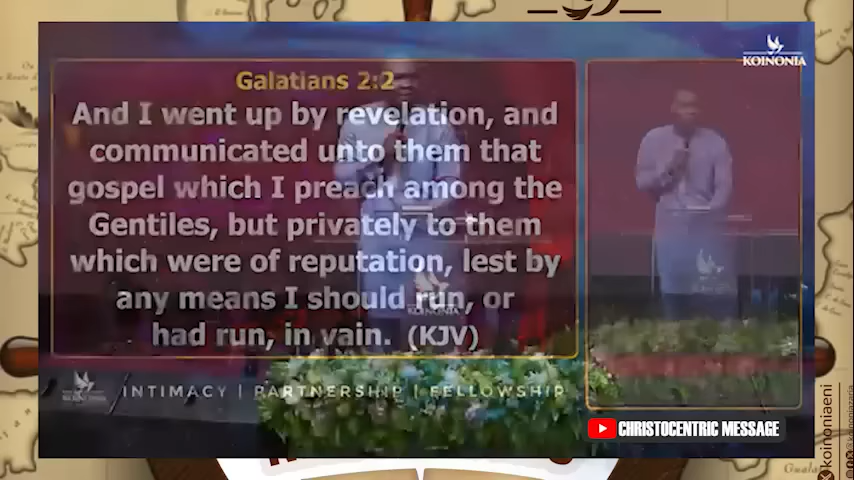 KOINONIA
Galatians 2:2
And I went up by revelation, and
communicated unto them that
gospel which I preach among the
Gentiles, but privately to them
which were of reputation, lest by
any means I should run, or
had run, in vain. (KJV)
KOINONIA
KOINONIA
INTIMACY | PARTNERSHIP | FELLOWSHIP
CHRISTOCENTRIC MESSAGE
koinoniaeni